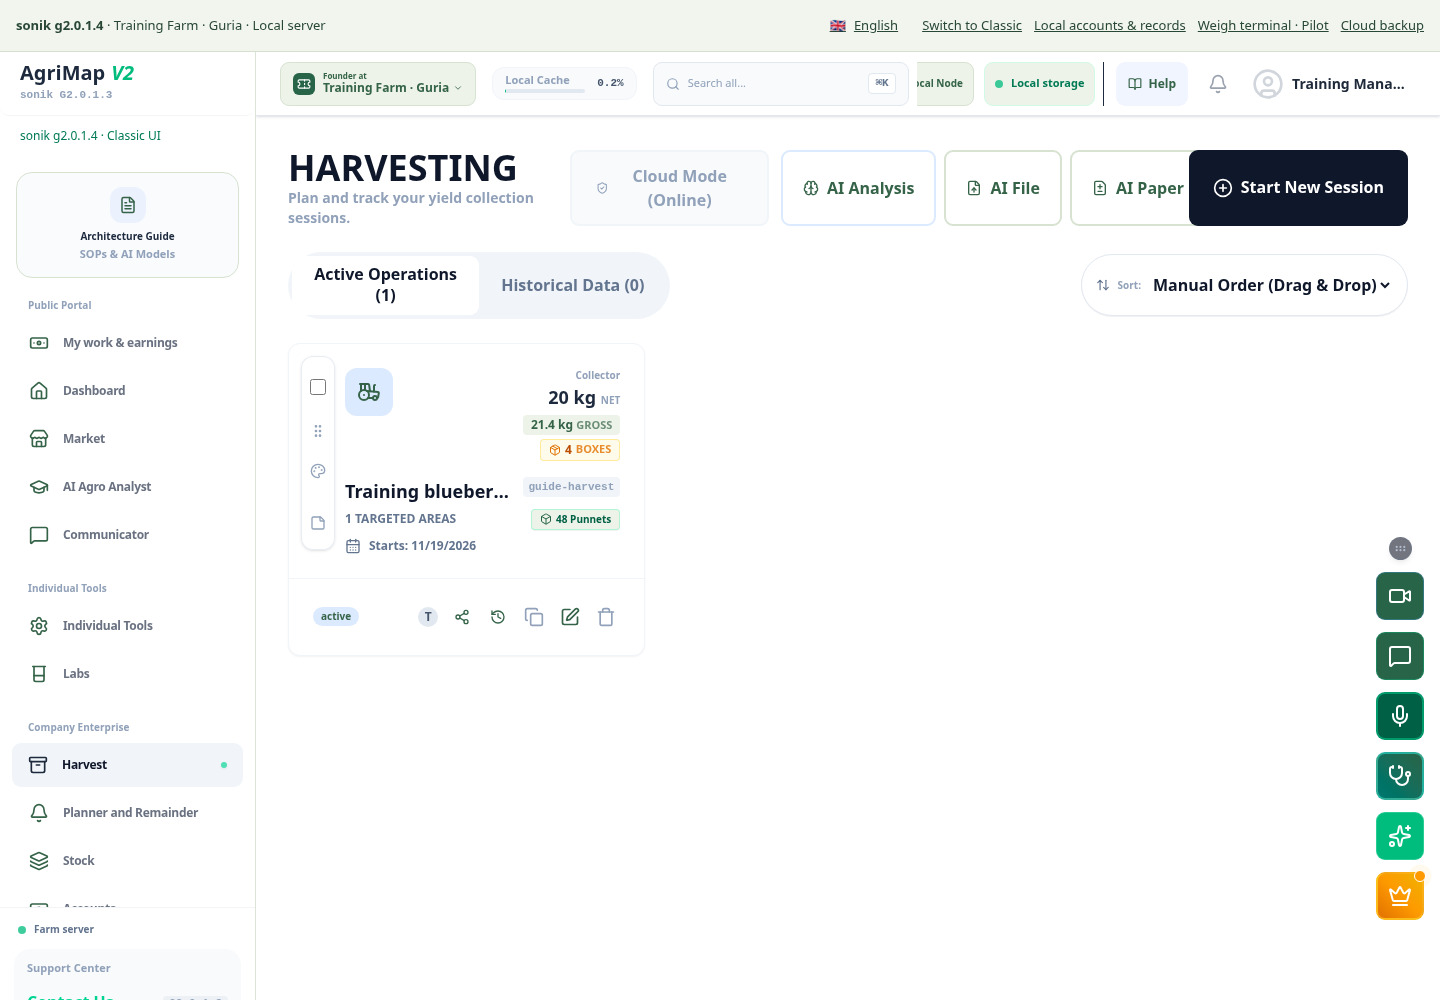 sonik g2.0.1.4 · Training Farm · Guria · Local server
English
Switch to Classic
Local accounts & records
Weigh terminal · Pilot
Cloud backup
AgriMap V2
sonik G2.0.1.3
sonik g2.0.1.4 · Classic UI
Architecture Guide
SOPs & AI Models
Public Portal
My work & earnings
Dashboard
Market
AI Agro Analyst
Communicator
Individual Tools
Individual Tools
Labs
Company Enterprise
Harvest
Planner and Remainder
Stock
Farm server
Support Center
Founder at
Training Farm · Guria
Local Cache
0.2%
Search all...
⌘K
cal Node
Local storage
Help
Training Mana...
HARVESTING
Plan and track your yield collection
sessions.
Cloud Mode
(Online)
AI Analysis
AI File
AI Paper
Start New Session
Active Operations
(1)
Historical Data (0)
Sort:
Manual Order (Drag & Drop)
Collector
20 kg NET
21.4 kg GROSS
4 BOXES
Training blueber...
guide-harvest
1 TARGETED AREAS
48 Punnets
Starts: 11/19/2026
active
T